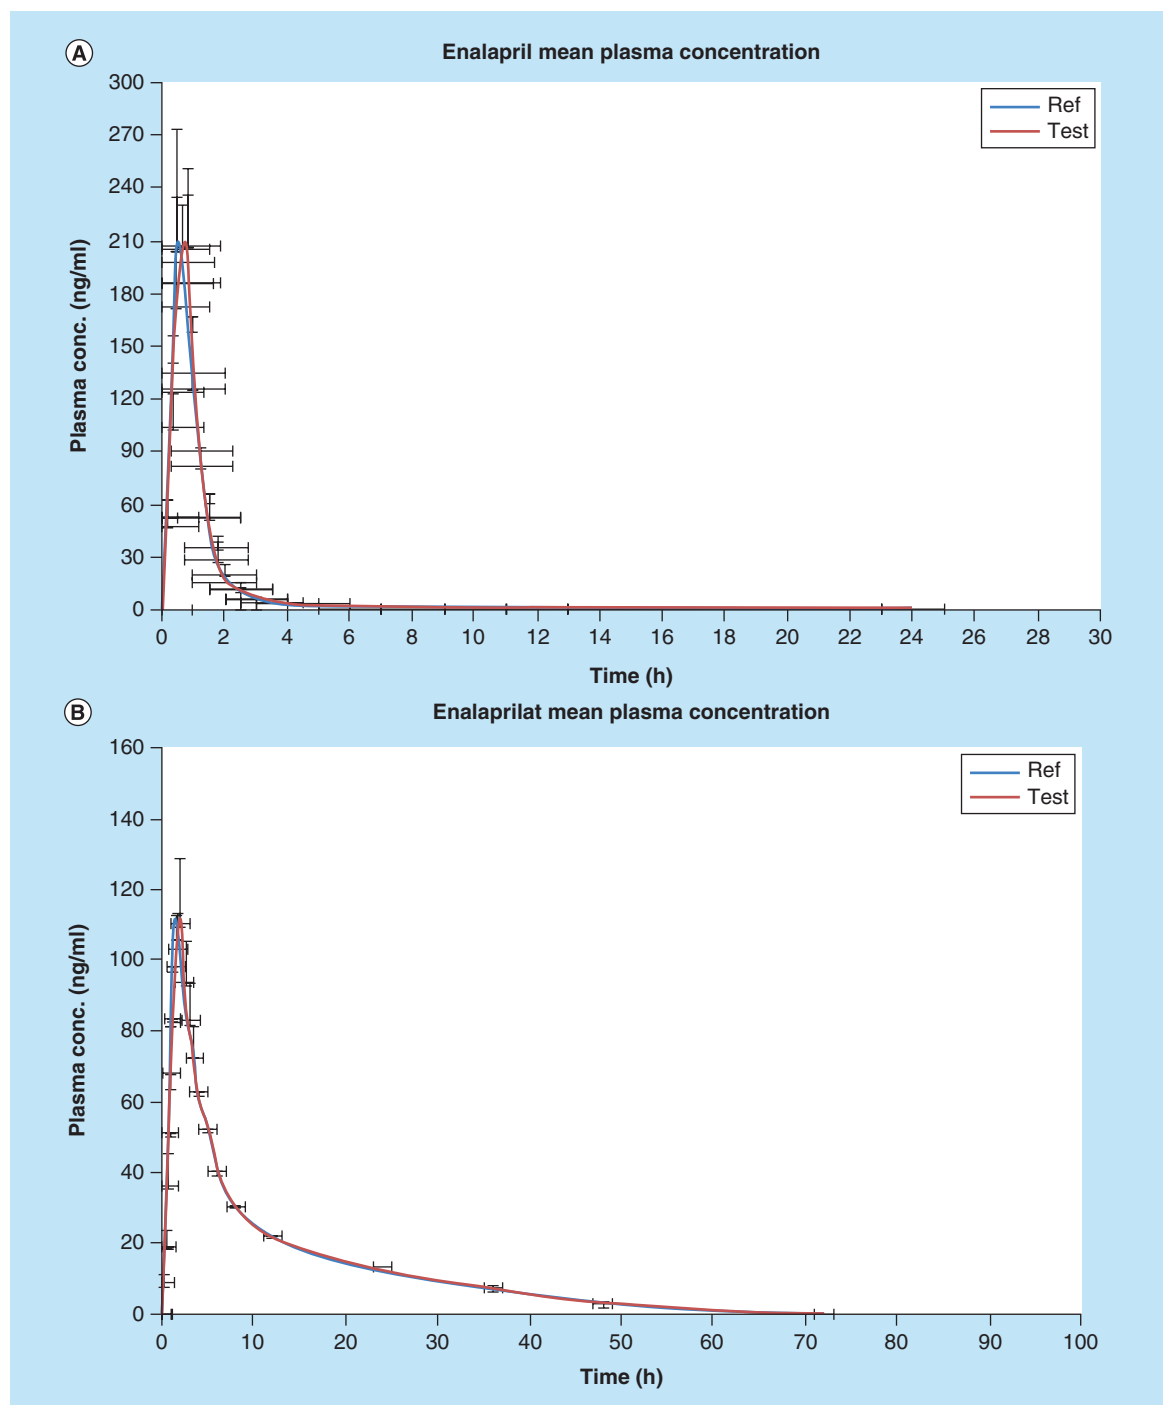 A
Enalapril mean plasma concentration
300
270
240
210
180
150
120
90
60
30
0
Plasma conc. (ng/ml)
Ref
Test
0 2 4 6 8 10 12 14 16 18 20 22 24 26 28 30
Time (h)
B
Enalaprilat mean plasma concentration
160
140
120
100
80
60
40
20
0
Plasma conc. (ng/ml)
Ref
Test
0 10 20 30 40 50 60 70 80 90 100
Time (h)